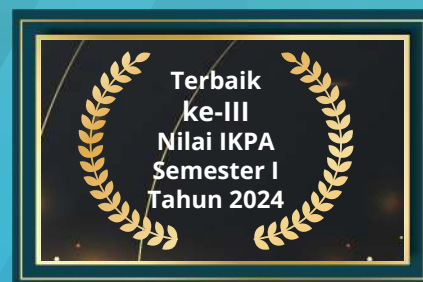 Terbaik
ke-III
Nilai IKPA
Semester I
Tahun 2024